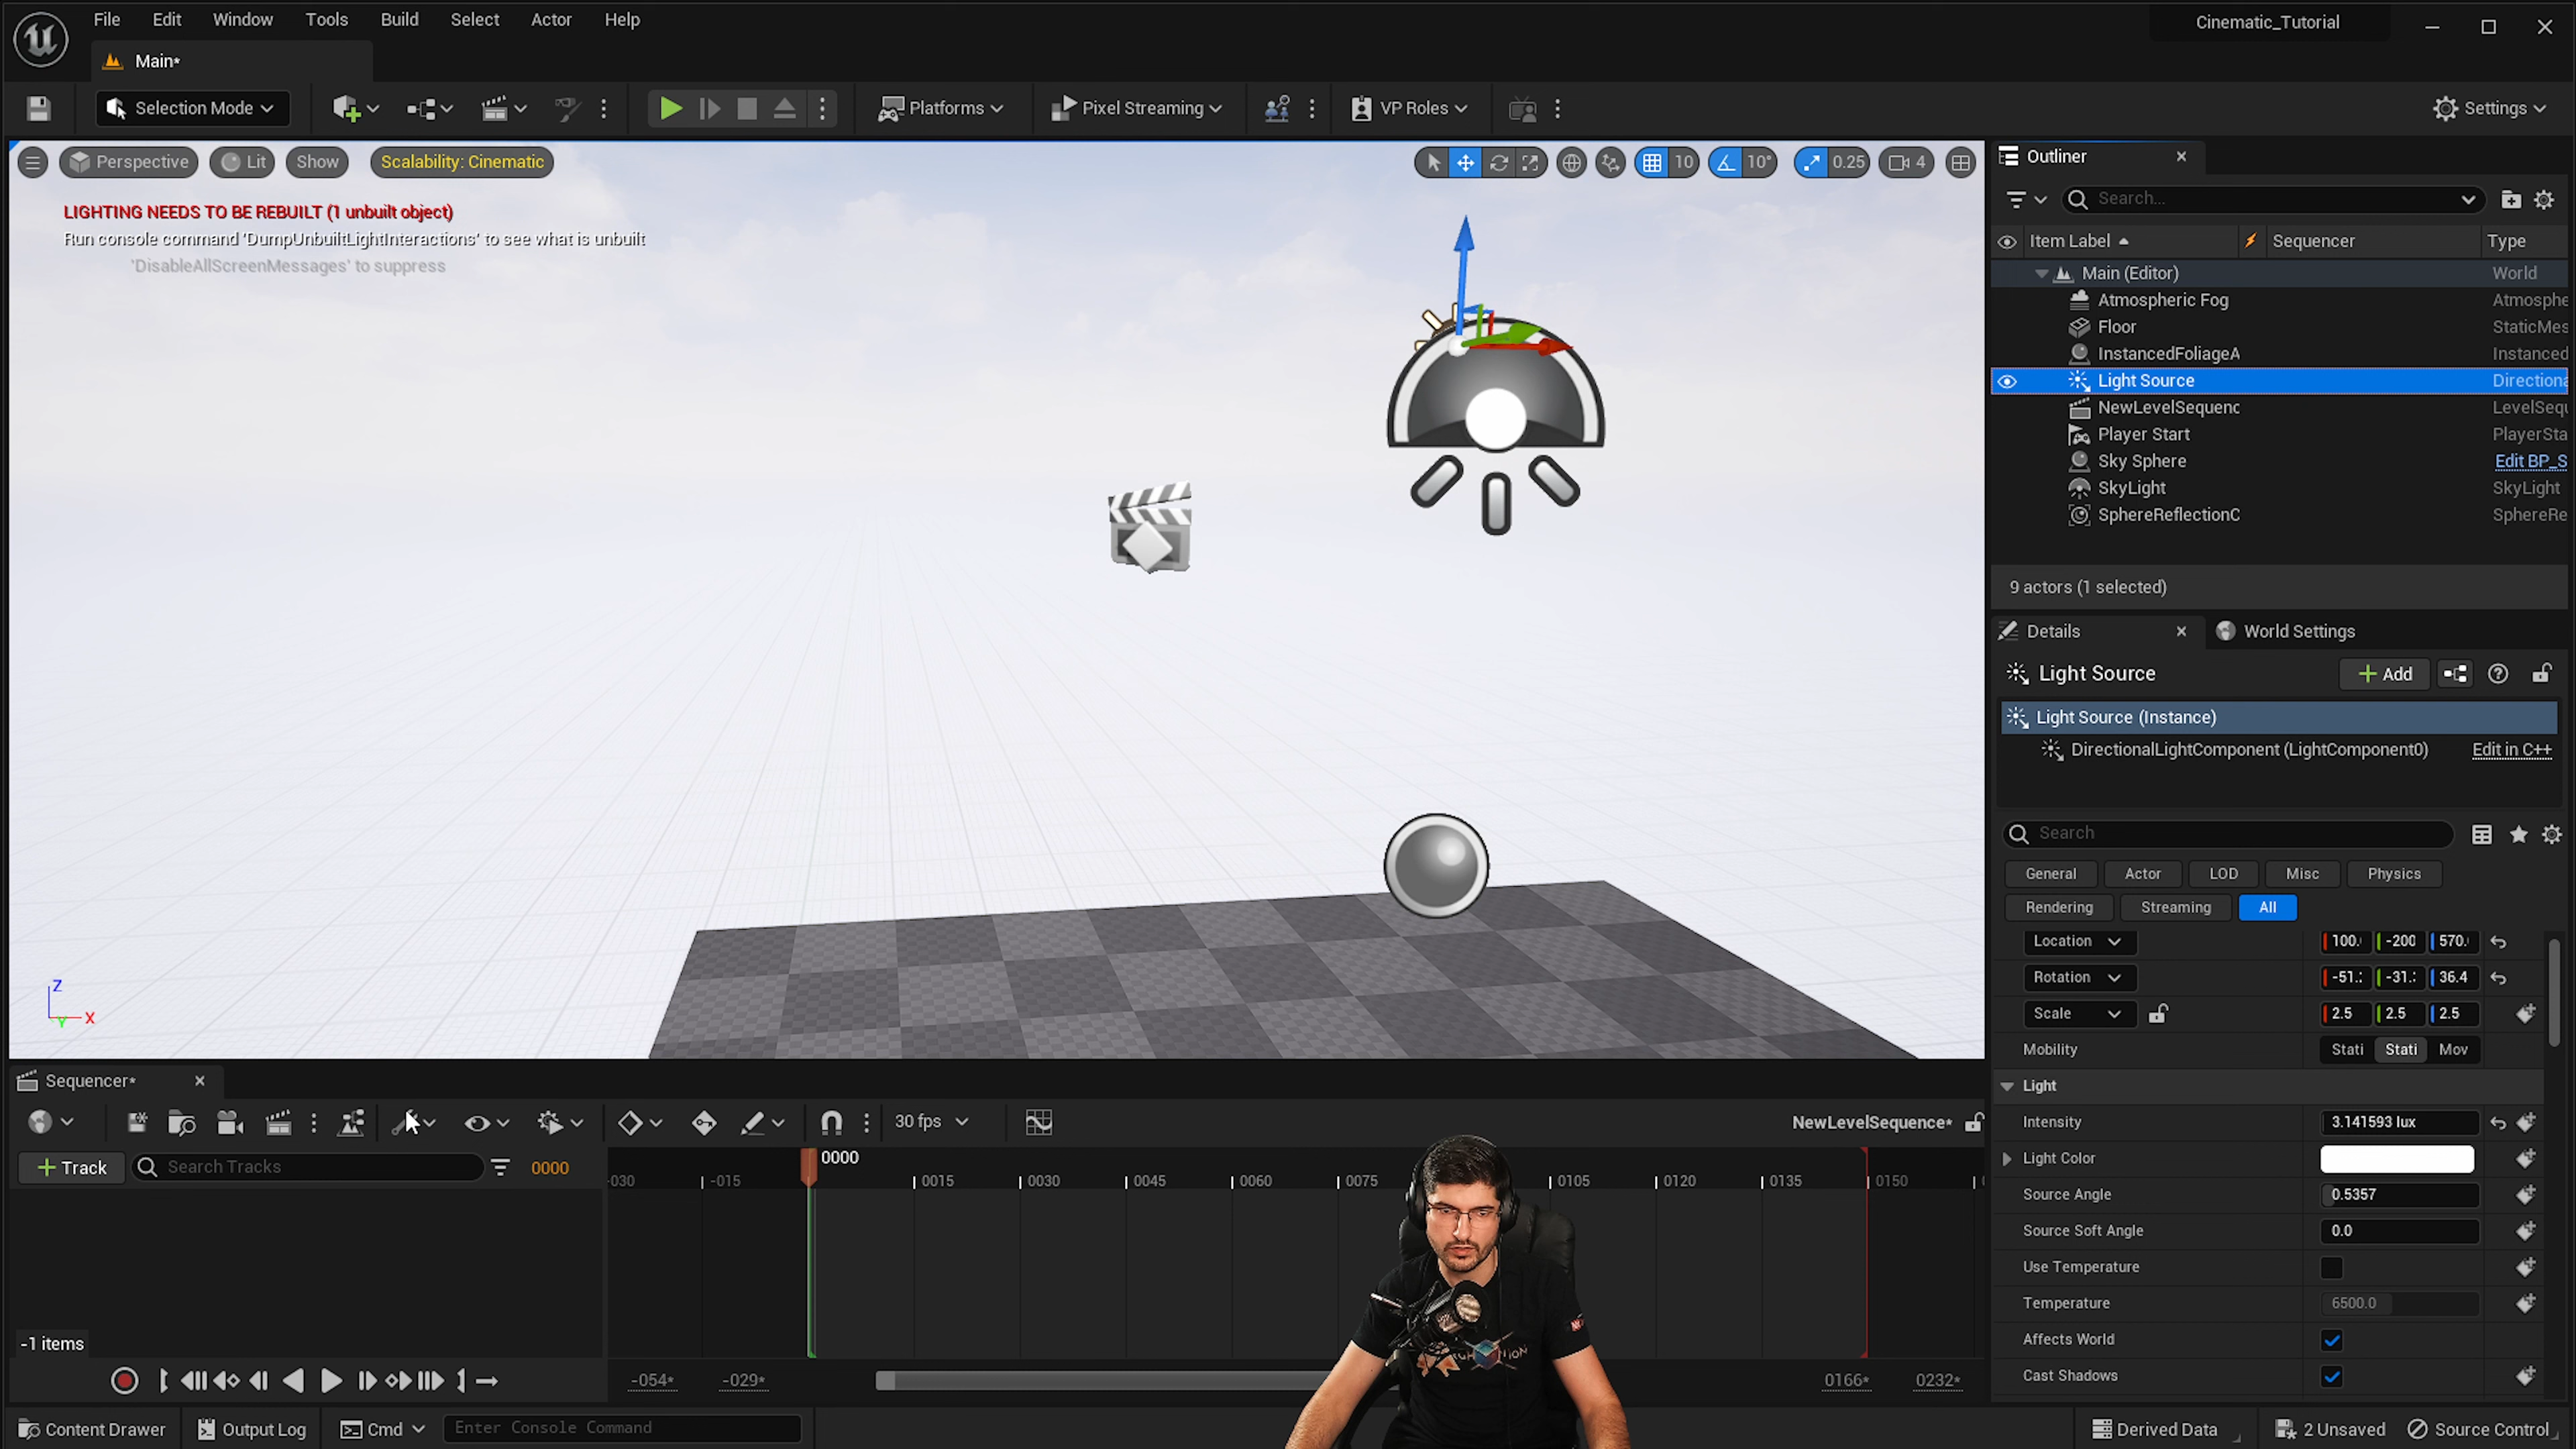 File Edit Window Tools Build Select Actor Help
Cinematic_Tutorial
Main*
Selection Mode
Platforms
Pixel Streaming
VP Roles
Settings
Perspective Lit Show Scalability: Cinematic
10 10° 0.25 4
LIGHTING NEEDS TO BE REBUILT (1 unbuilt object)
Run console command 'DumpUnbuiltLightInteractions' to see what is unbuilt
'DisableAllScreenMessages' to suppress
Z
X
Y
Outliner
Search...
Item Label Sequencer Type
Main (Editor) World
Atmospheric Fog Atmosphe
Floor StaticMes
InstancedFoliageA Instanced
Light Source Directiona
NewLevelSequenc LevelSequ
Player Start PlayerSta
Sky Sphere Edit BP_S
SkyLight SkyLight
SphereReflectionC SphereRe
9 actors (1 selected)
Details World Settings
Light Source Add
Light Source (Instance)
DirectionalLightComponent (LightComponent0) Edit in C++
Search
General Actor LOD Misc Physics
Rendering Streaming All
Location 100. -200 570.
Rotation -51. -31. 36.4
Scale 2.5 2.5 2.5
Mobility Stati Stati Mov
Light
Intensity 3.141593 lux
Light Color
Source Angle 0.5357
Source Soft Angle 0.0
Use Temperature
Temperature 6500.0
Affects World
Cast Shadows
Sequencer*
30 fps
NewLevelSequence*
+ Track Search Tracks 0000
0000
-030 -015 0015 0030 0045 0060 0075 0105 0120 0135 0150
-1 items
-054* -029* 0166* 0232*
Content Drawer Output Log Cmd Enter Console Command
Derived Data 2 Unsaved Source Control